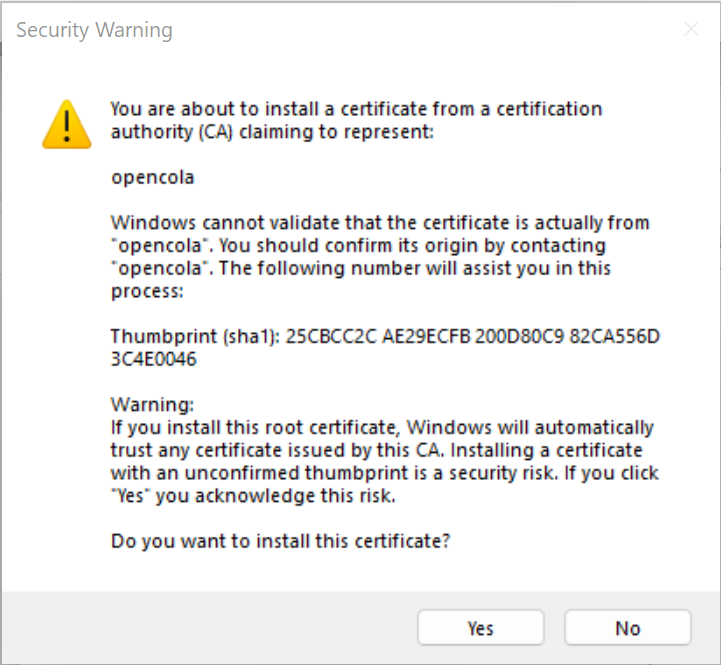 Security Warning
You are about to install a certificate from a certification
authority (CA) claiming to represent:
opencola
Windows cannot validate that the certificate is actually from
"opencola". You should confirm its origin by contacting
"opencola". The following number will assist you in this
process:
Thumbprint (sha1): 25CBCC2C AE29ECFB 200D80C9 82CA556D
3C4E0046
Warning:
If you install this root certificate, Windows will automatically
trust any certificate issued by this CA. Installing a certificate
with an unconfirmed thumbprint is a security risk. If you click
"Yes" you acknowledge this risk.
Do you want to install this certificate?
Yes
No